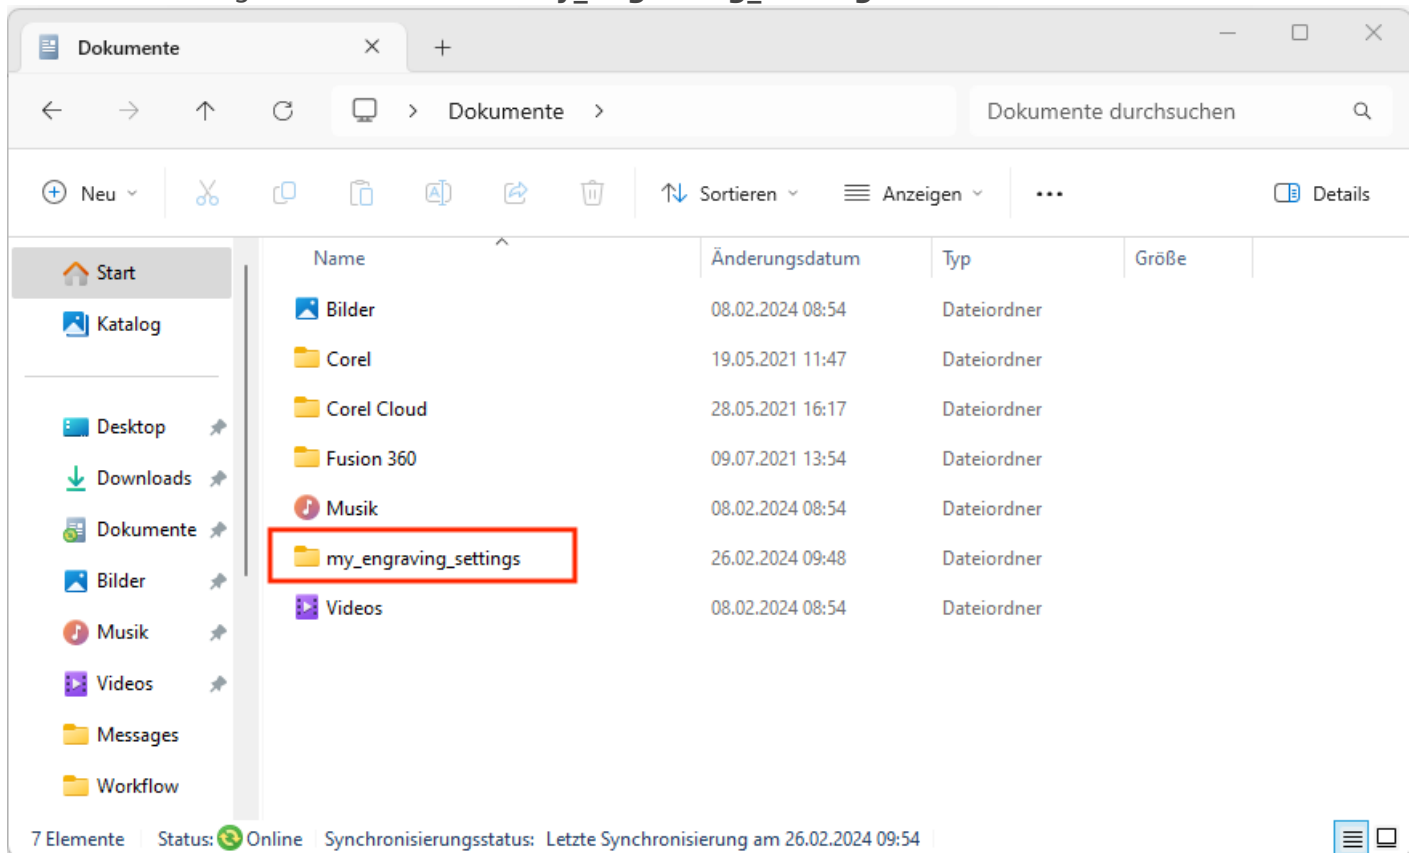 Dokumente
Dokumente
Dokumente durchsuchen
Neu
Sortieren
Anzeigen
Details
Start
Katalog
Desktop
Downloads
Dokumente
Bilder
Musik
Videos
Messages
Workflow
Name Änderungsdatum Typ Größe
Bilder 08.02.2024 08:54 Dateiordner
Corel 19.05.2021 11:47 Dateiordner
Corel Cloud 28.05.2021 16:17 Dateiordner
Fusion 360 09.07.2021 13:54 Dateiordner
Musik 08.02.2024 08:54 Dateiordner
my_engraving_settings 26.02.2024 09:48 Dateiordner
Videos 08.02.2024 08:54 Dateiordner
7 Elemente Status: Online Synchronisierungsstatus: Letzte Synchronisierung am 26.02.2024 09:54